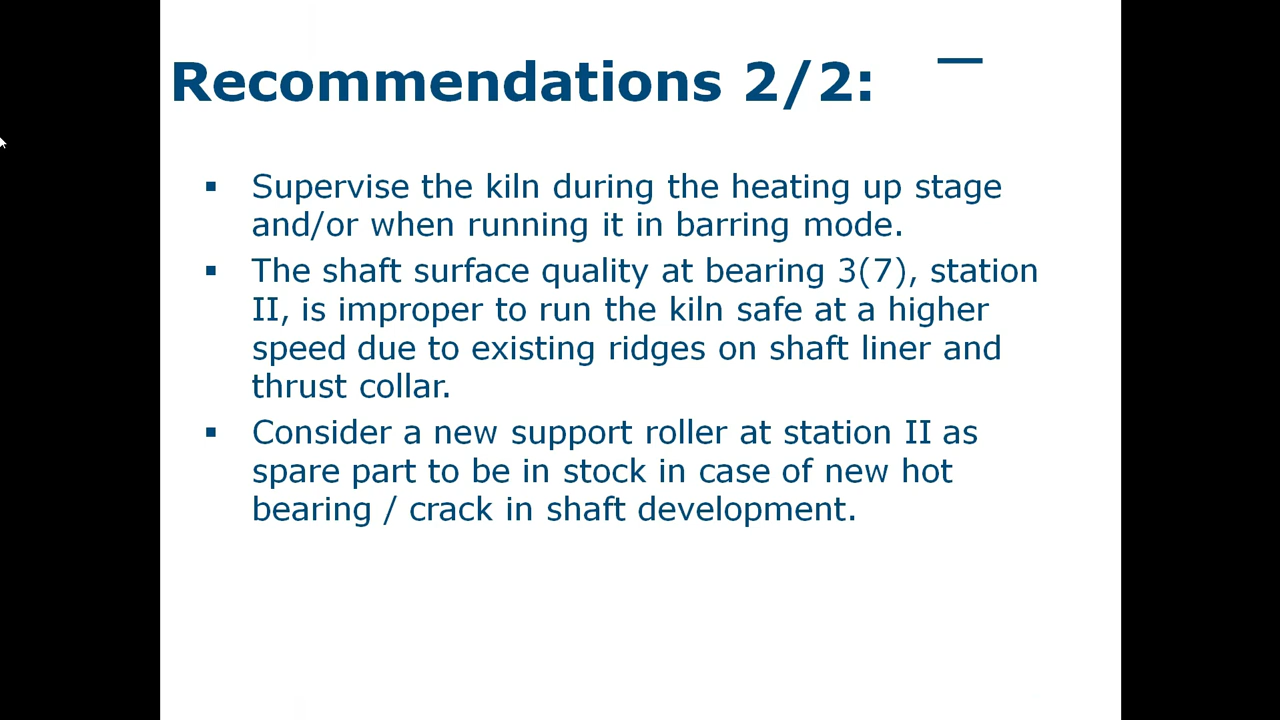 Recommendations 2/2:
▪ Supervise the kiln during the heating up stage
and/or when running it in barring mode.
▪ The shaft surface quality at bearing 3(7), station
II, is improper to run the kiln safe at a higher
speed due to existing ridges on shaft liner and
thrust collar.
▪ Consider a new support roller at station II as
spare part to be in stock in case of new hot
bearing / crack in shaft development.